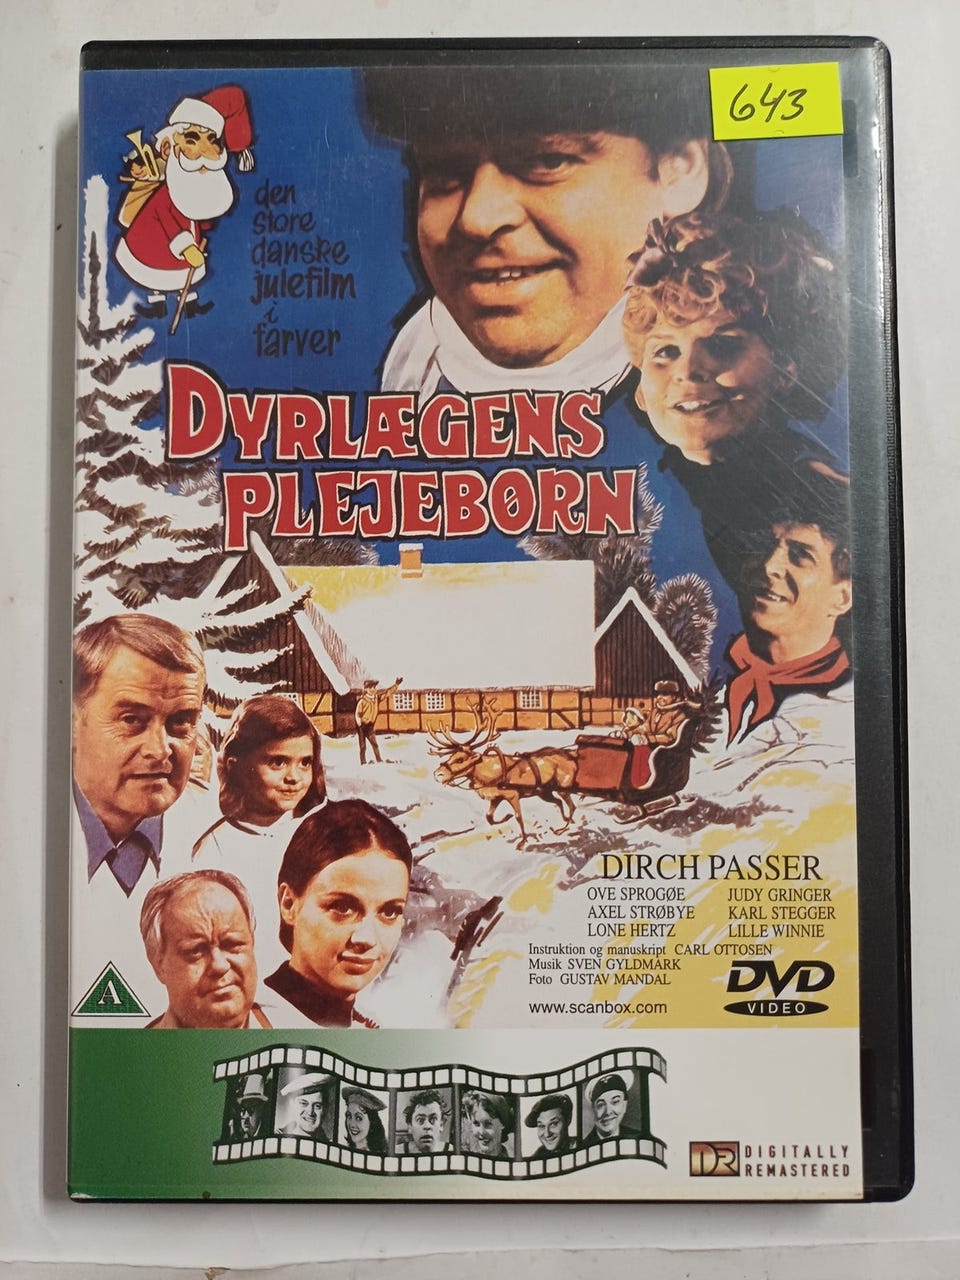 643
den
store
danske
julefilm
i
farver
DYRLÆGENS
PLEJEBØRN
DIRCH PASSER
OVE SPROGØE JUDY GRINGER
AXEL STRØBYE KARL STEGGER
LONE HERTZ LILLE WINNIE
Instruktion og manuskript CARL OTTOSEN
Musik SVEN GYLDMARK
Foto GUSTAV MANDAL
www.scanbox.com
DVD
VIDEO
A
DR DIGITALLY
REMASTERED